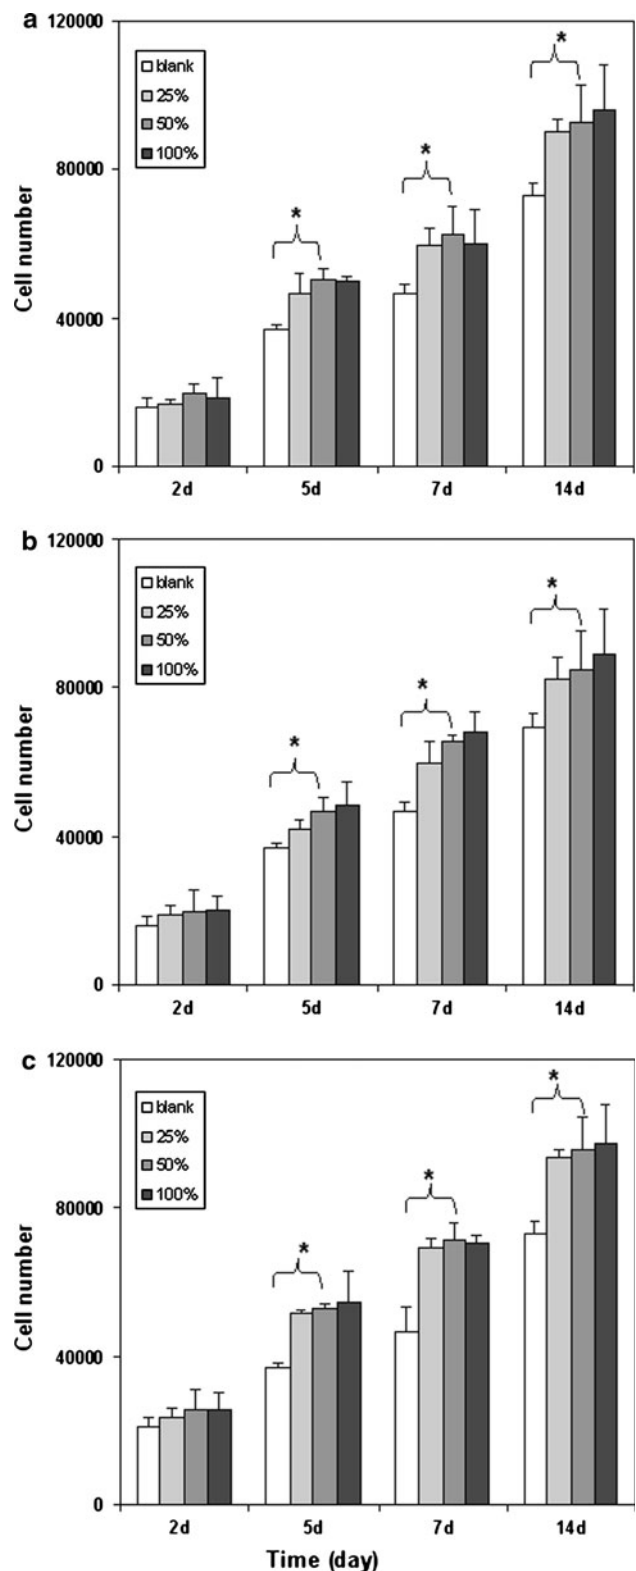 a
120000
blank
25%
50%
100%
*
*
*
80000
40000
0
Cell number
2d 5d 7d 14d
b
120000
blank
25%
50%
100%
*
*
*
80000
40000
0
Cell number
2d 5d 7d 14d
c
120000
blank
25%
50%
100%
*
*
*
80000
40000
0
Cell number
2d 5d 7d 14d
Time (day)